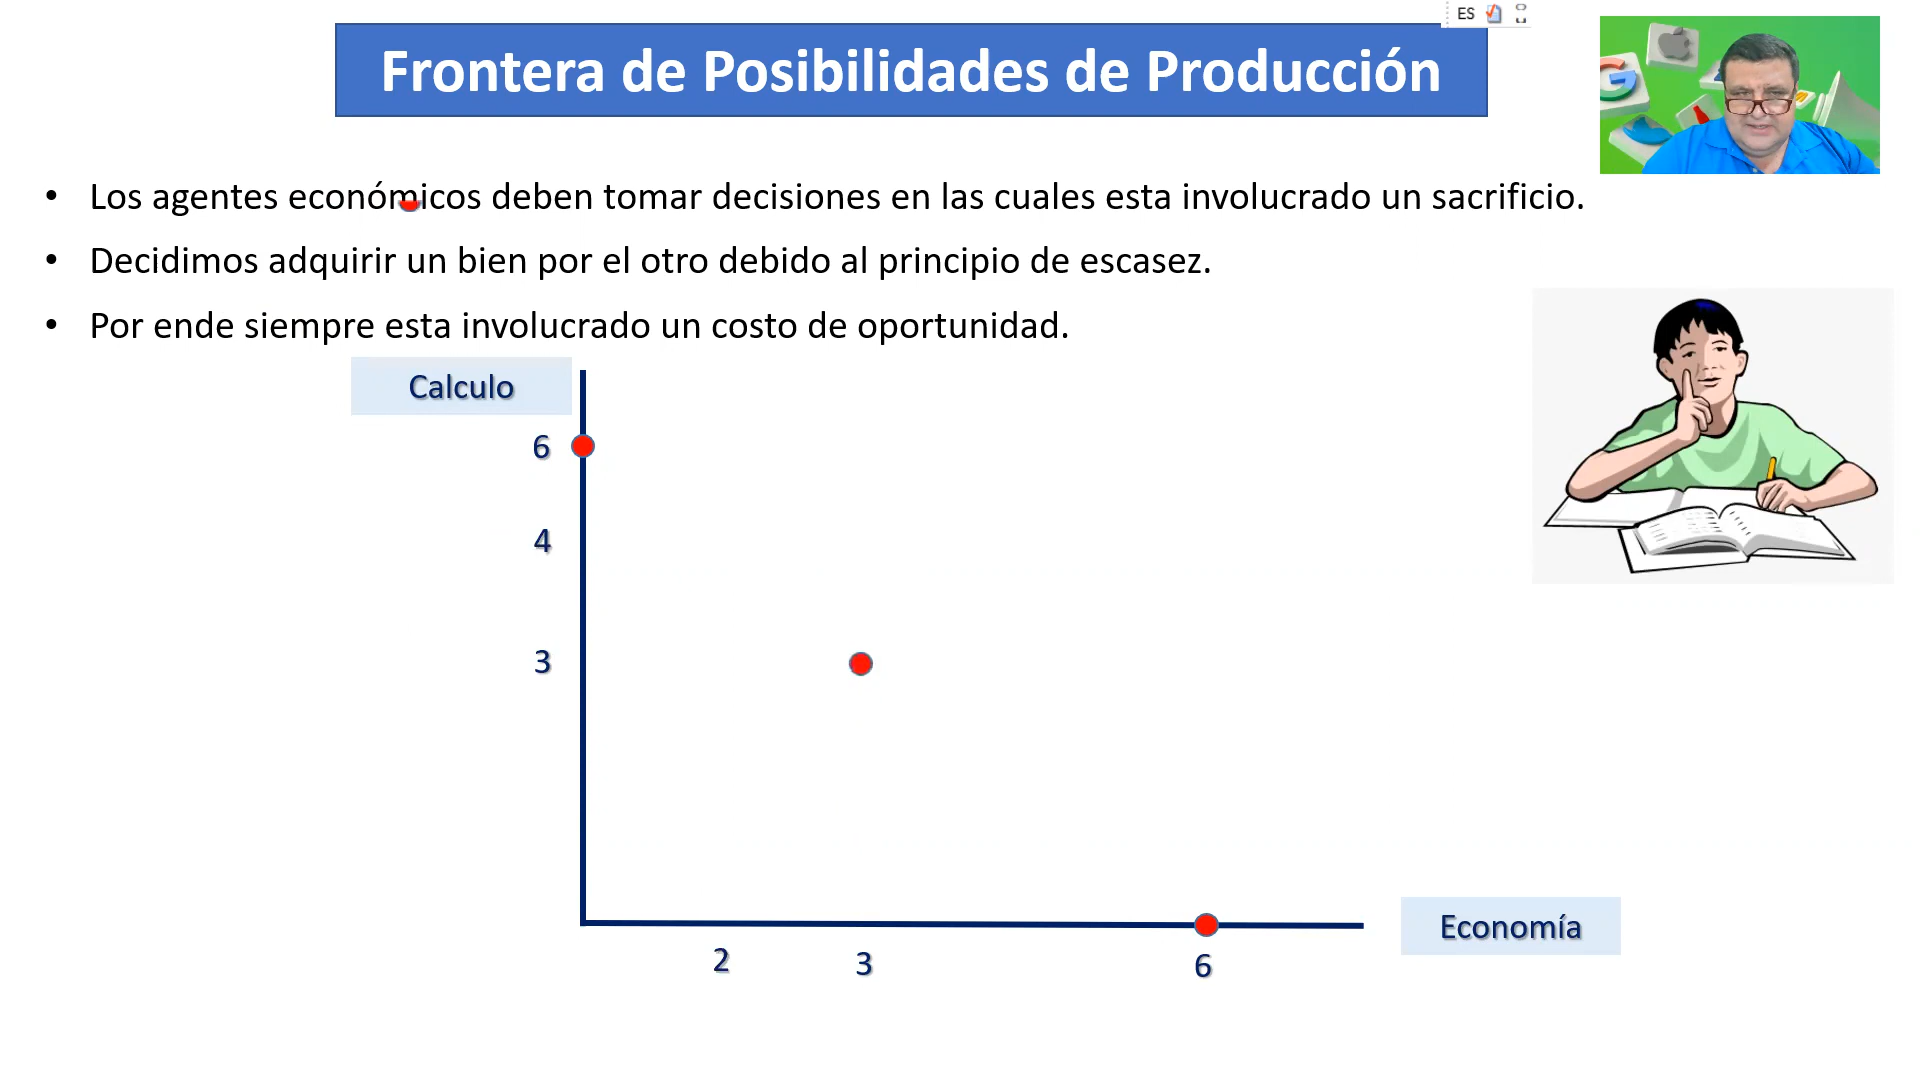 ES
Frontera de Posibilidades de Producción
• Los agentes económicos deben tomar decisiones en las cuales esta involucrado un sacrificio.
• Decidimos adquirir un bien por el otro debido al principio de escasez.
• Por ende siempre esta involucrado un costo de oportunidad.
Calculo
6
4
3
Economía
2 3 6